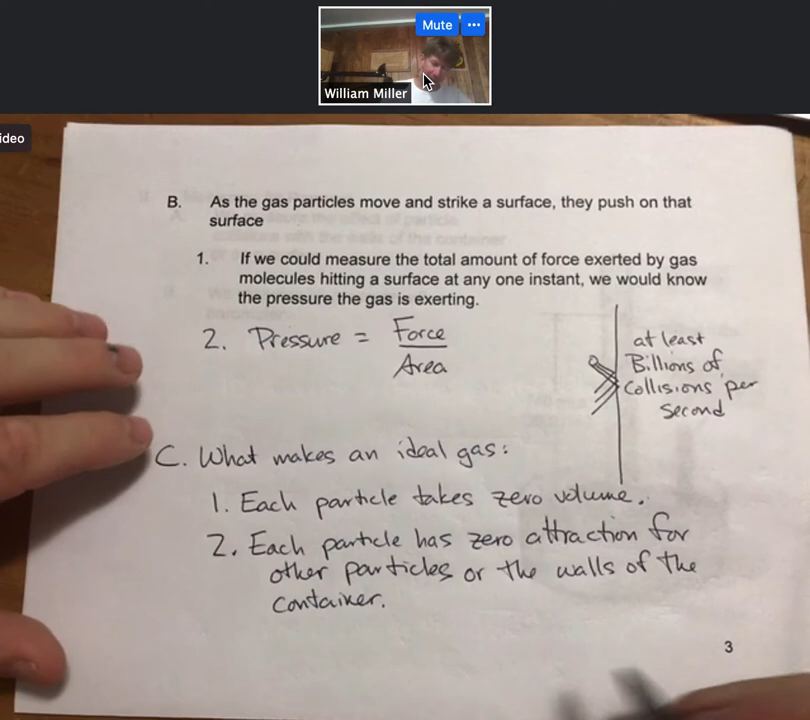 Mute
William Miller
ideo
B. As the gas particles move and strike a surface, they push on that
surface
1. If we could measure the total amount of force exerted by gas
molecules hitting a surface at any one instant, we would know
the pressure the gas is exerting.
2. Pressure = Force
Area
at least
Billions of
collisions per
second
C. What makes an ideal gas:
1. Each particle takes zero volume.
2. Each particle has zero attraction for
other particles or the walls of the
container.
3